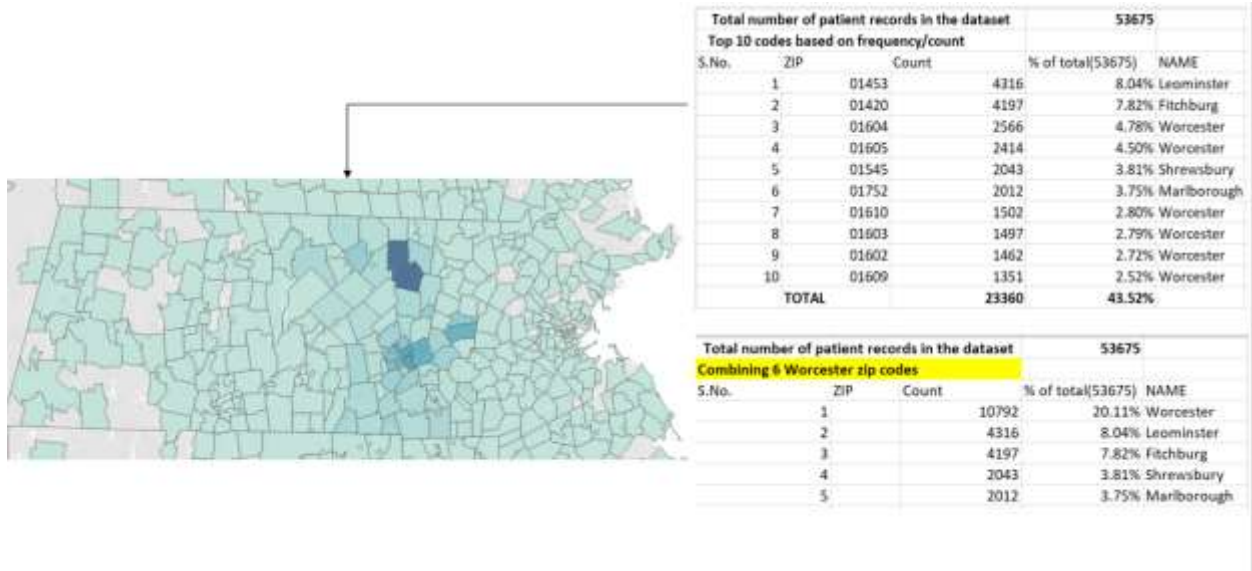 Total number of patient records in the dataset 53675
Top 10 codes based on frequency/count
S.No. ZIP Count % of total(53675) NAME
1 01453 4316 8.04% Leominster
2 01420 4197 7.82% Fitchburg
3 01604 2566 4.78% Worcester
4 01605 2414 4.50% Worcester
5 01545 2043 3.81% Shrewsbury
6 01752 2012 3.75% Marlborough
7 01610 1502 2.80% Worcester
8 01603 1497 2.79% Worcester
9 01602 1462 2.72% Worcester
10 01609 1351 2.52% Worcester
TOTAL 23360 43.52%
Total number of patient records in the dataset 53675
Combining 6 Worcester zip codes
S.No. ZIP Count % of total(53675) NAME
1 10792 20.11% Worcester
2 4316 8.04% Leominster
3 4197 7.82% Fitchburg
4 2043 3.81% Shrewsbury
5 2012 3.75% Marlborough